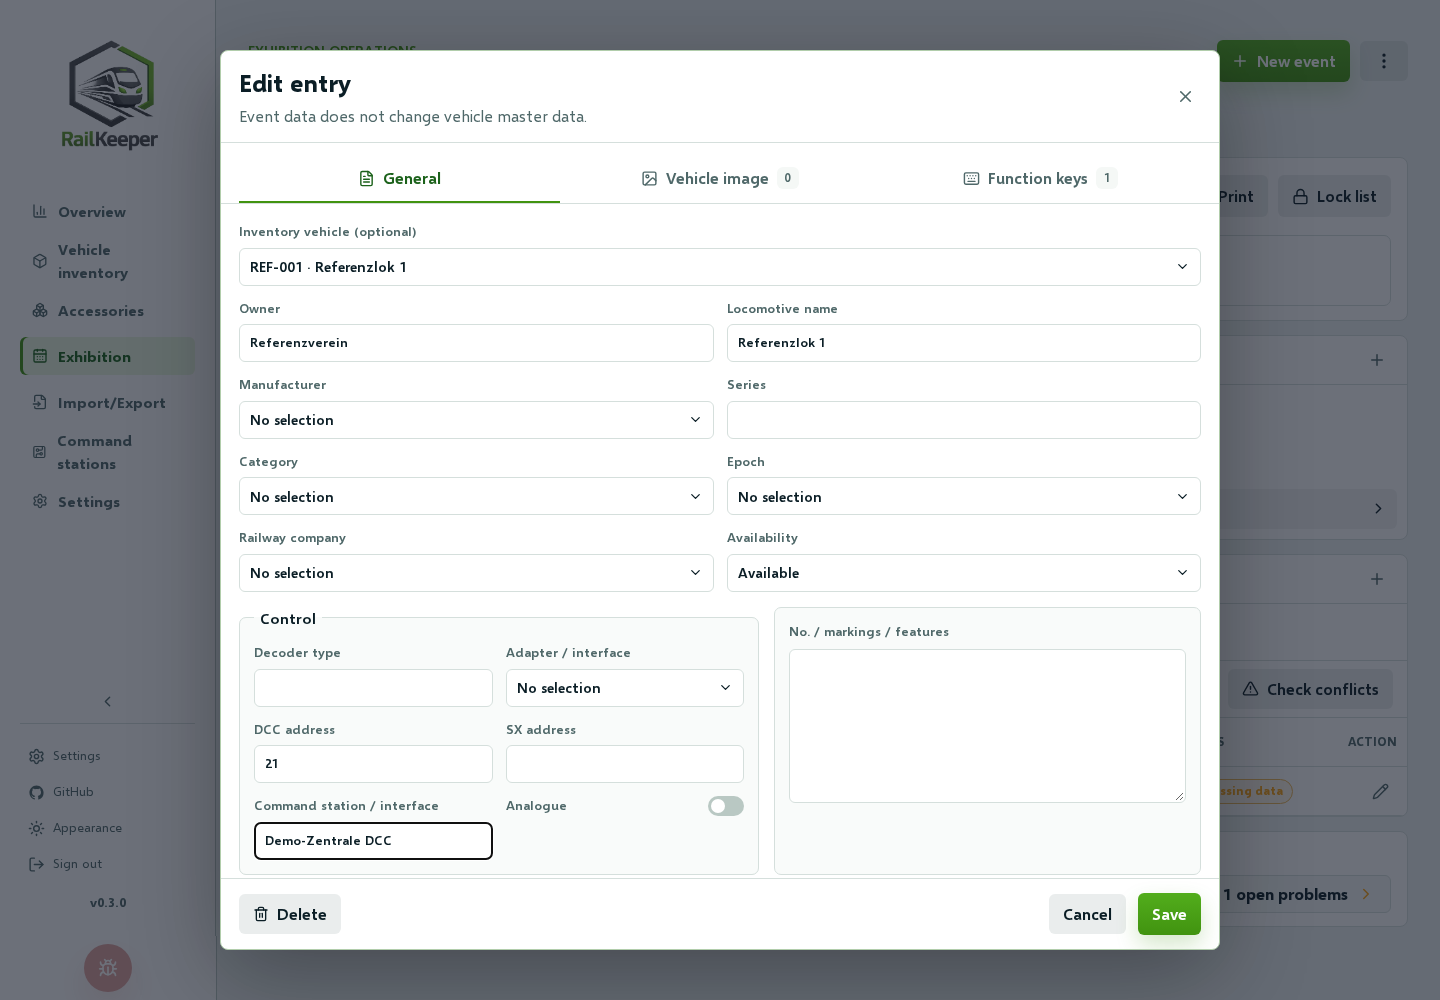 EXHIBITION OPERATIONS
RailKeeper
New event
Edit entry
Event data does not change vehicle master data.
General
Vehicle image 0
Function keys 1
Overview
Vehicle
inventory
Accessories
Exhibition
Import/Export
Command
stations
Settings
Print
Lock list
Inventory vehicle (optional)
REF-001 · Referenzlok 1
Owner
Locomotive name
Referenzverein
Referenzlok 1
Manufacturer
Series
No selection
Category
Epoch
No selection
No selection
Railway company
Availability
No selection
Available
Control
No. / markings / features
Decoder type
Adapter / interface
No selection
DCC address
SX address
21
Command station / interface
Analogue
Demo-Zentrale DCC
Check conflicts
ACTION
data
1 open problems
Settings
GitHub
Appearance
Sign out
v0.3.0
Delete
Cancel
Save